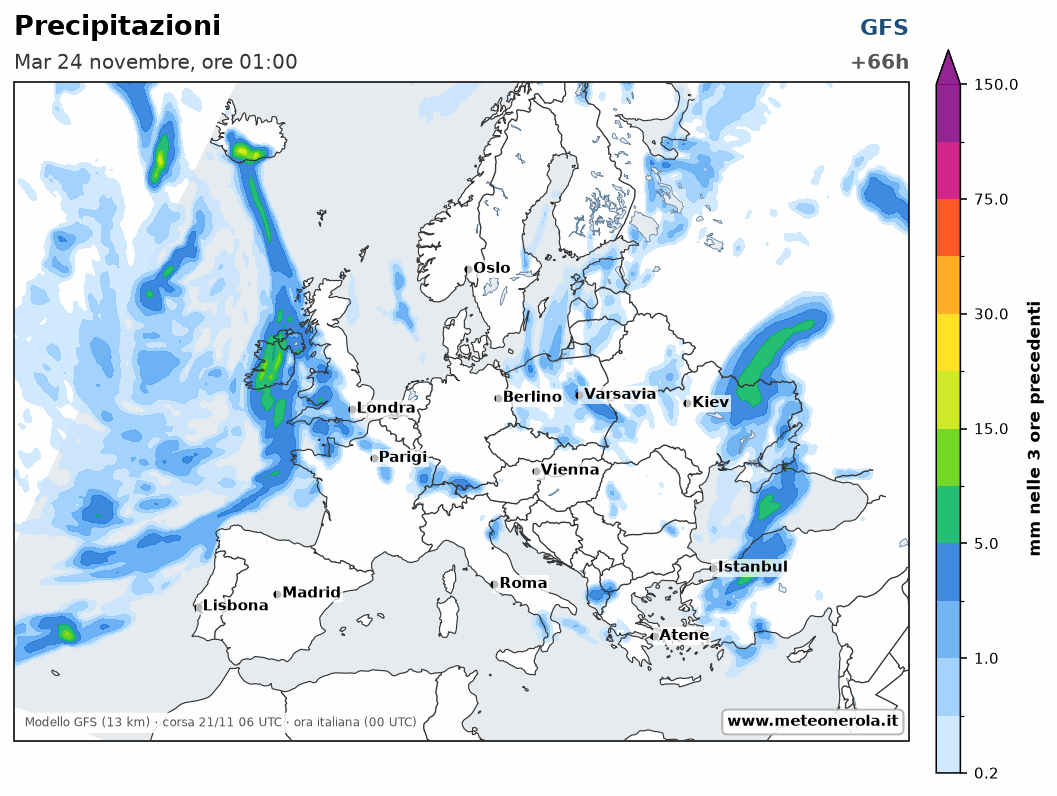 Precipitazioni
GFS
Mar 24 novembre, ore 01:00
+66h
150.0
75.0
30.0
15.0
5.0
1.0
0.2
mm nelle 3 ore precedenti
Oslo
Berlino
Varsavia
Kiev
Londra
Parigi
Vienna
Istanbul
Roma
Madrid
Lisbona
Atene
Modello GFS (13 km) · corsa 21/11 06 UTC · ora italiana (00 UTC)
www.meteonerola.it